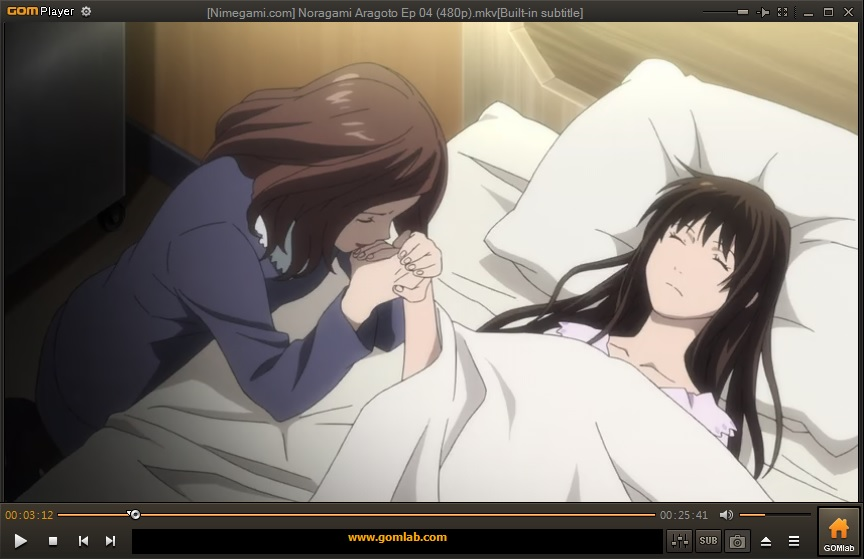 GOM Player [Nimegami.com] Noragami Aragoto Ep 04 (480p).mkv[Built-in subtitle]
00:03:12 00:25:41
www.gomlab.com SUB
GOMlab